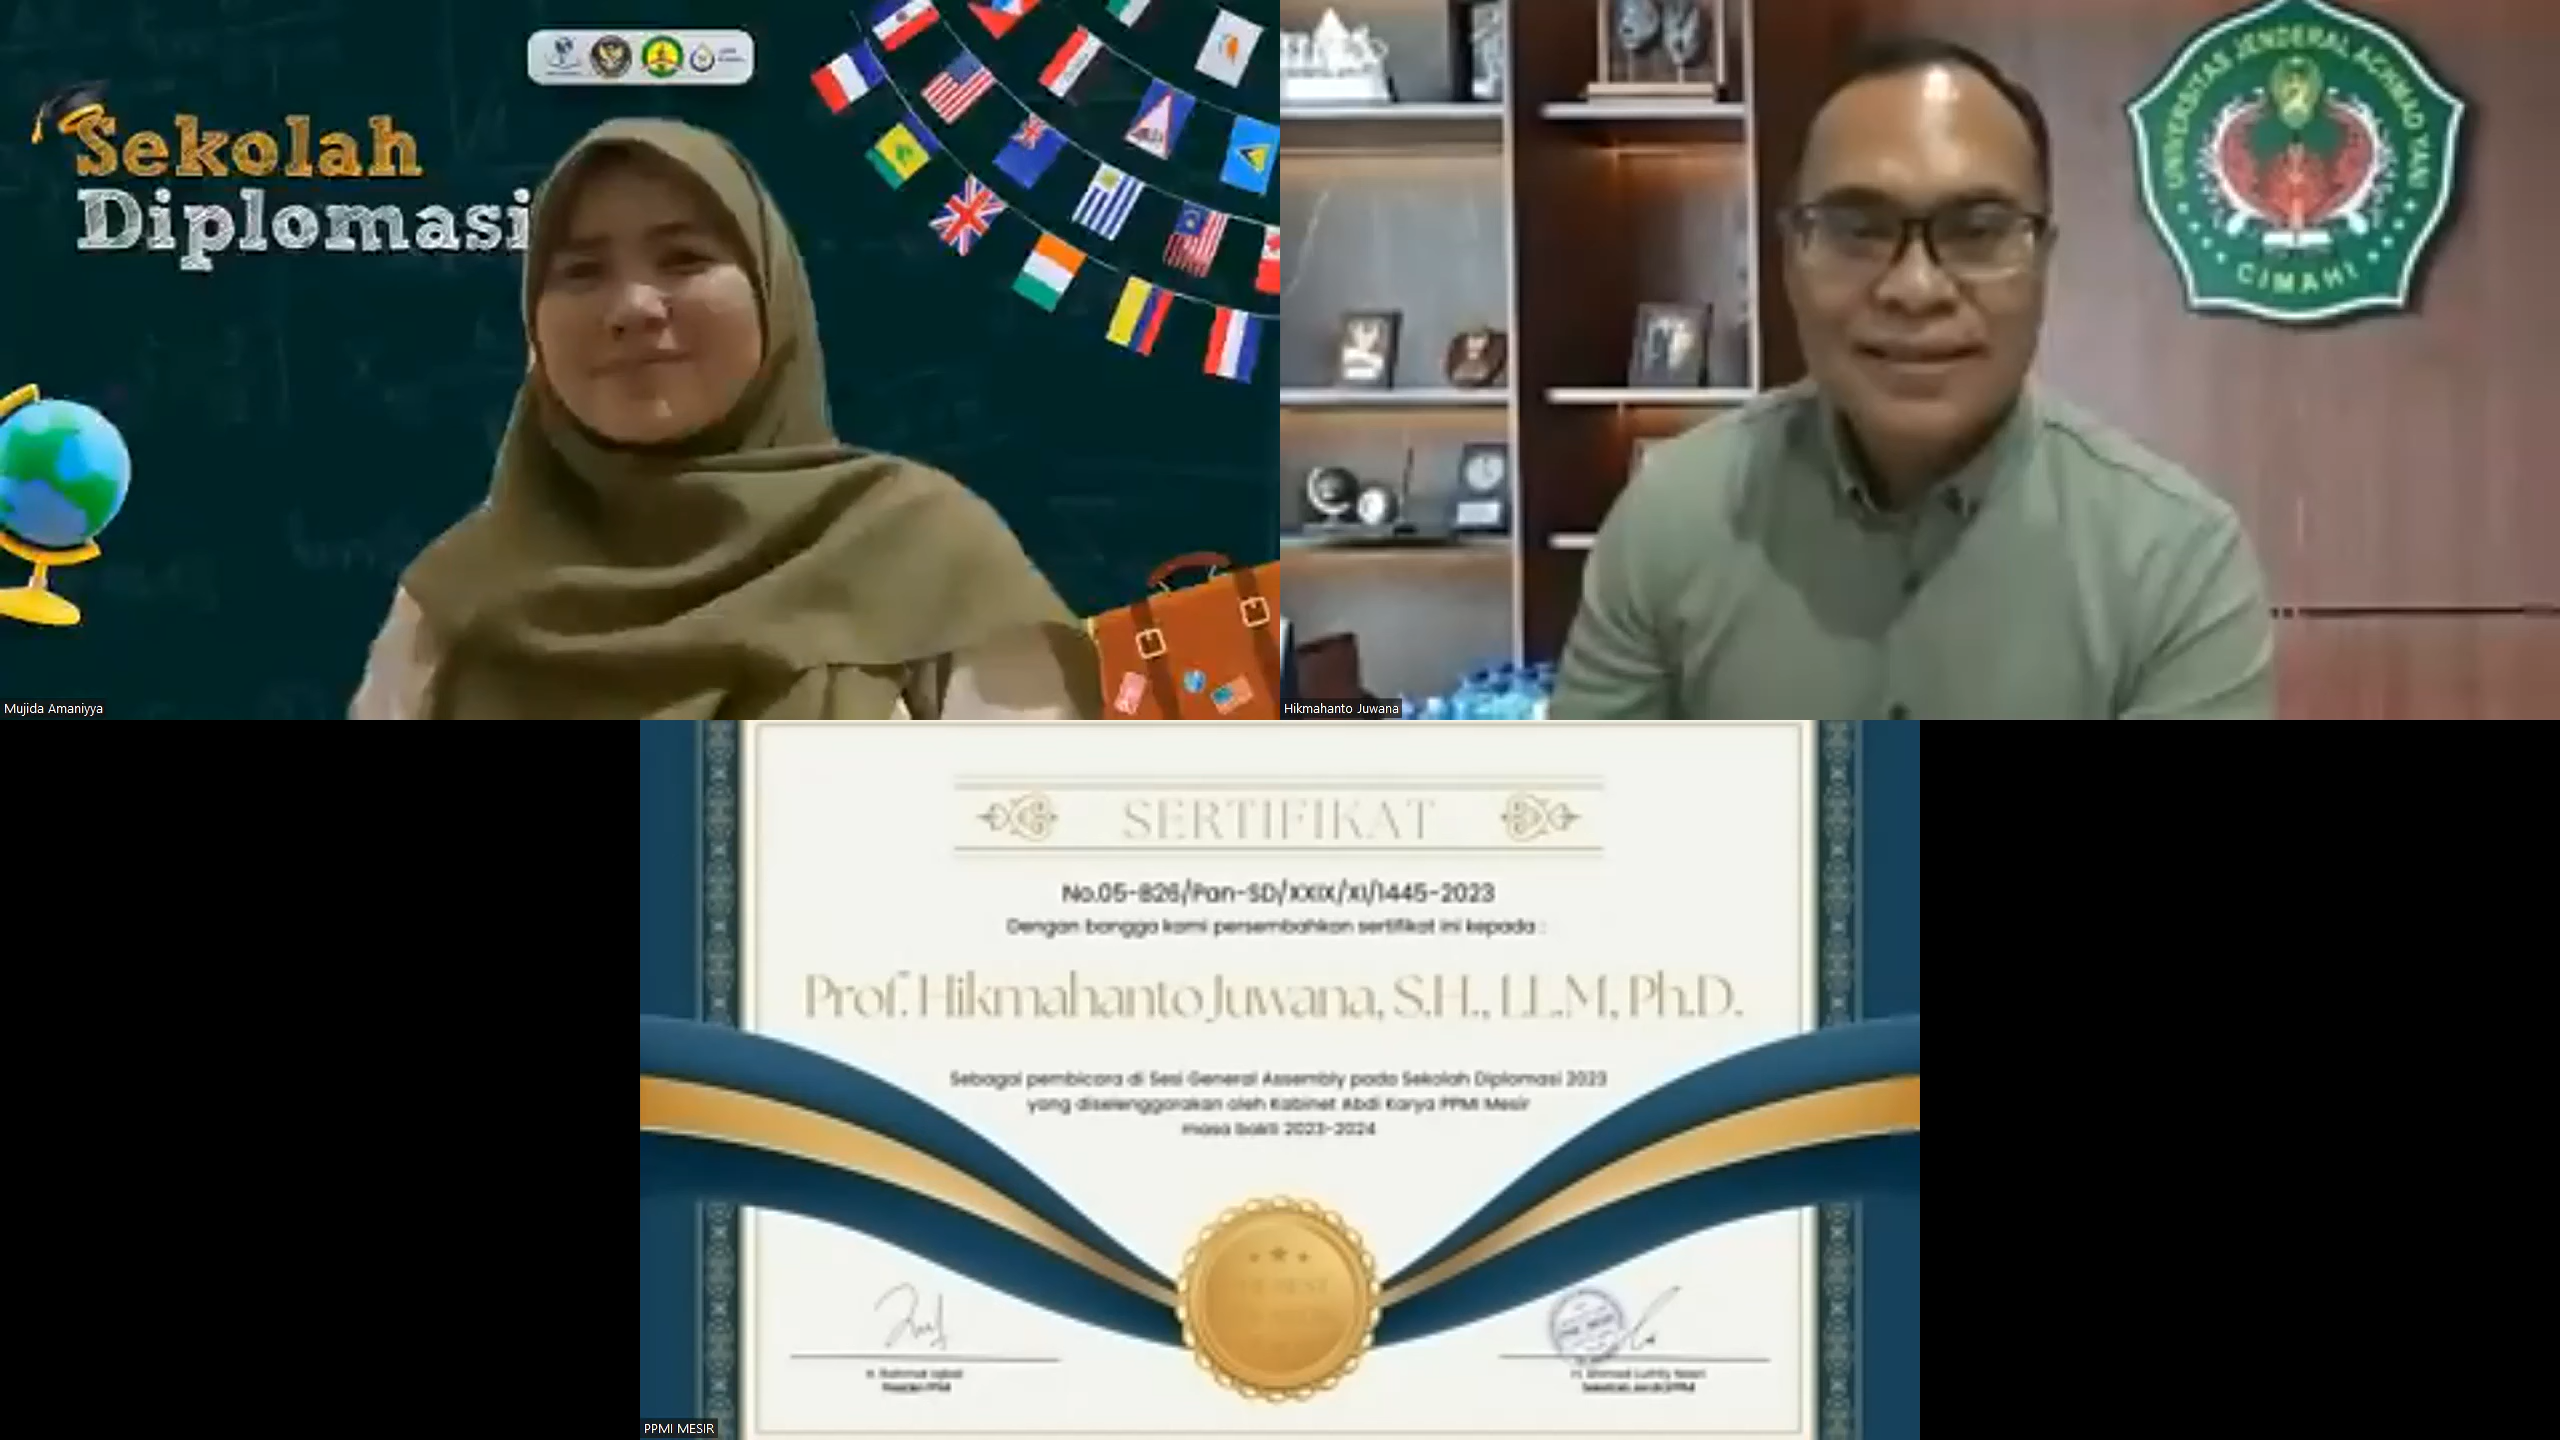 Sekolah
Diplomasi
Mujida Amaniyya
UNIVERSITAS JENDERAL ACHMAD YANI
CIMAHI
Hikmahanto Juwana
SERTIFIKAT
No.05-826/Pan-SD/XXIX/XI/1445-2023
Dengan bangga kami persembahkan sertifikat ini kepada :
Prof. Hikmahanto Juwana, S.H., LL.M, Ph.D.
Sebagai pembicara di Sesi General Assembly pada Sekolah Diplomasi 2023
yang diselenggarakan oleh Kabinet Abdi Karya PPMI Mesir
masa bakti 2023-2024
PPMI MESIR